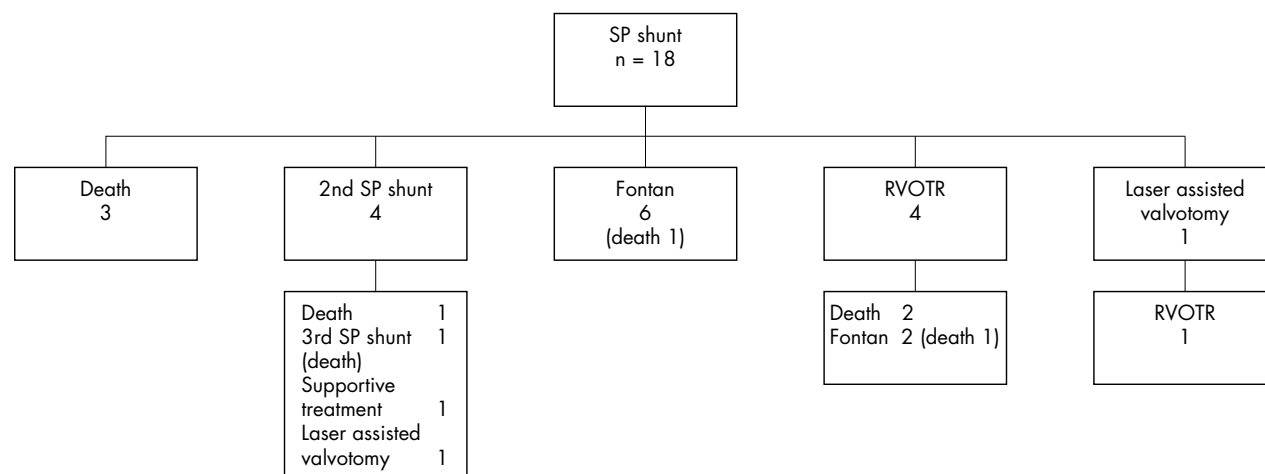 SP shunt
n = 18
Death
3
2nd SP shunt
4
Fontan
6
(death 1)
RVOTR
4
Laser assisted
valvotomy
1
Death 1
3rd SP shunt 1
(death)
Supportive
treatment 1
Laser assisted
valvotomy 1
Death 2
Fontan 2 (death 1)
RVOTR
1